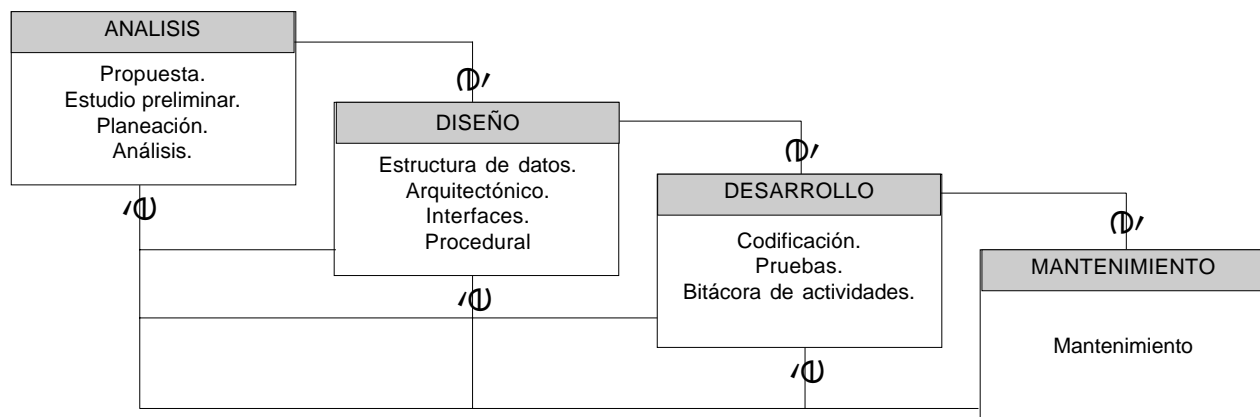 ANALISIS
Propuesta.
Estudio preliminar.
Planeación.
Análisis.
DISEÑO
Estructura de datos.
Arquitectónico.
Interfaces.
Procedural
DESARROLLO
Codificación.
Pruebas.
Bitácora de actividades.
MANTENIMIENTO
Mantenimiento